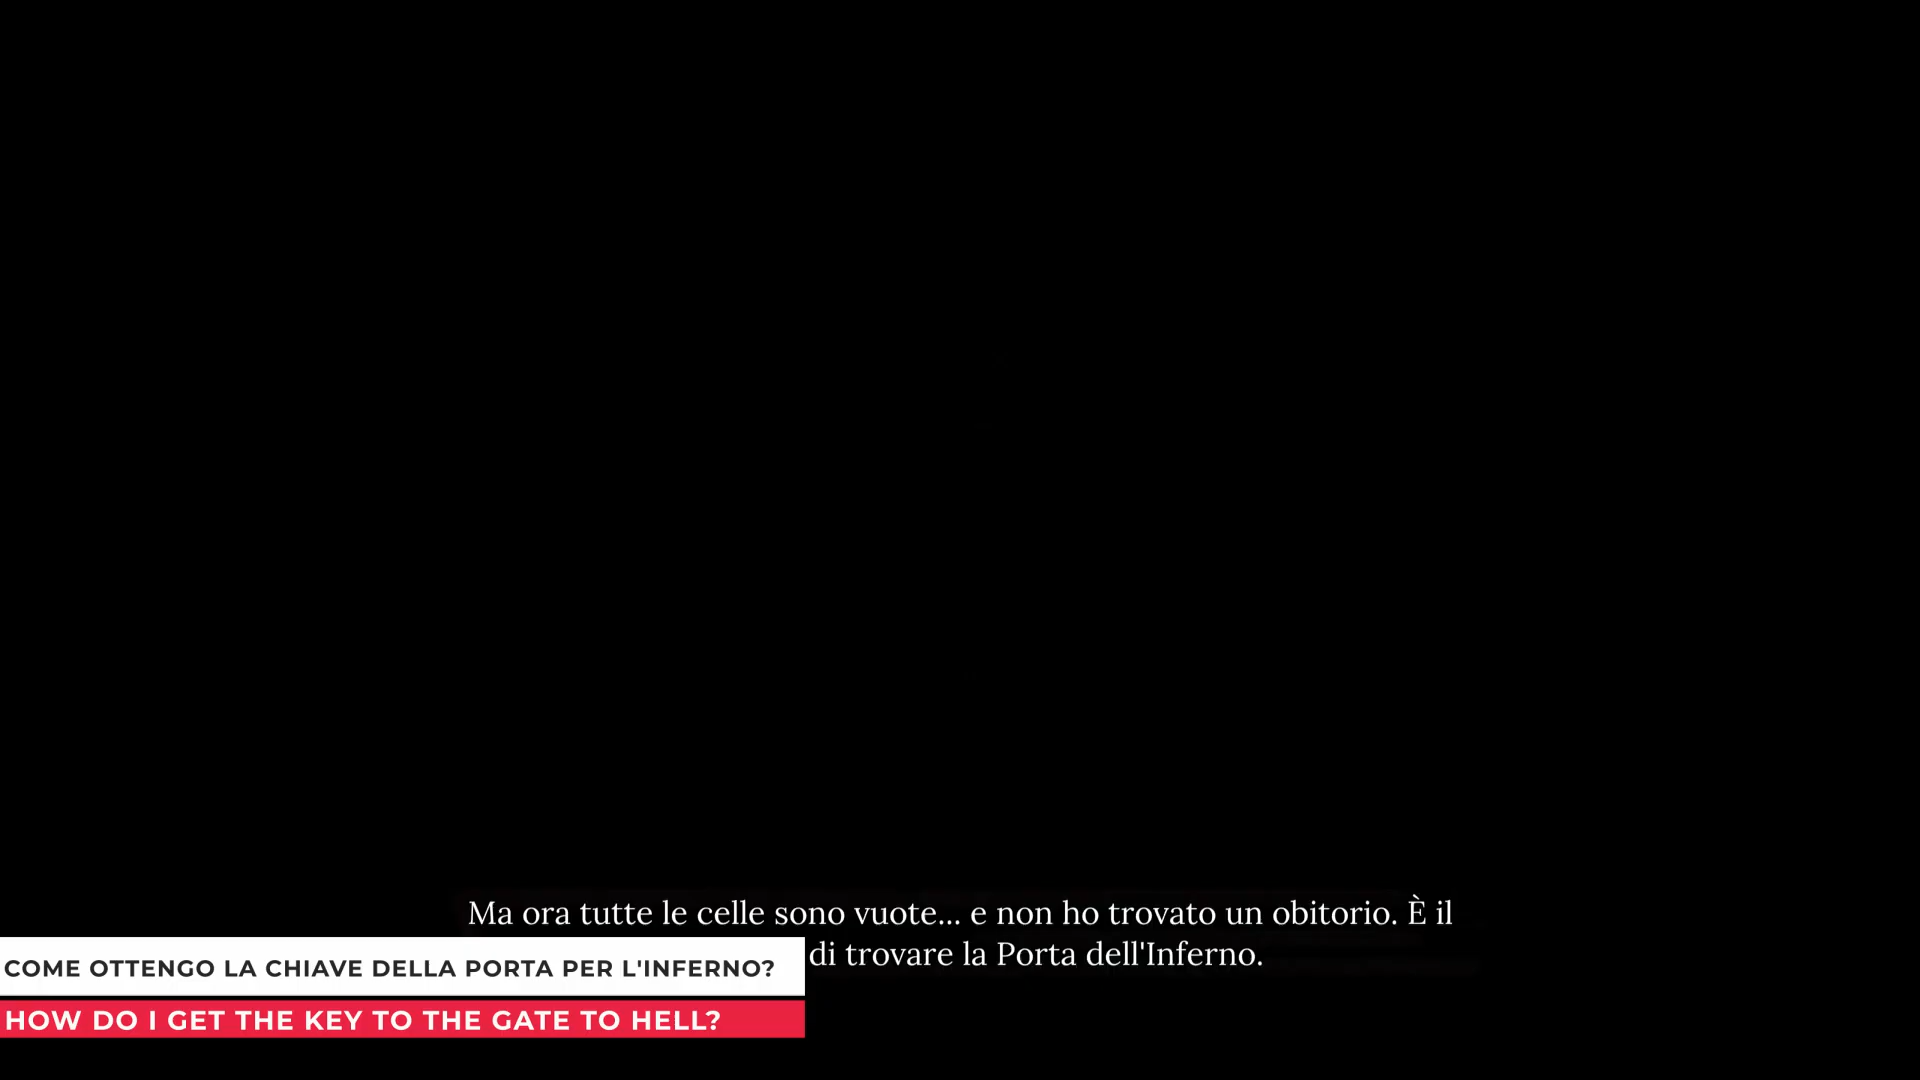 Ma ora tutte le celle sono vuote... e non ho trovato un obitorio. È il
di trovare la Porta dell'Inferno.
COME OTTENGO LA CHIAVE DELLA PORTA PER L'INFERNO?
HOW DO I GET THE KEY TO THE GATE TO HELL?